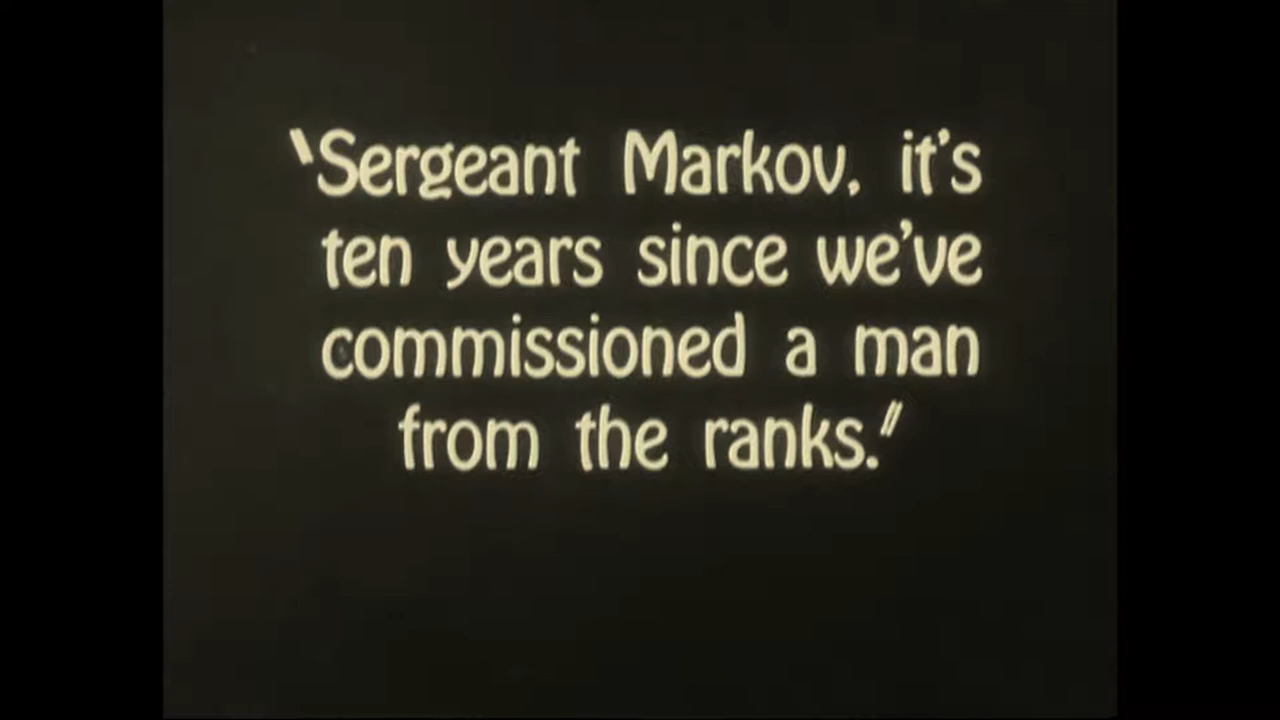 "Sergeant Markov, it's
ten years since we've
commissioned a man
from the ranks."